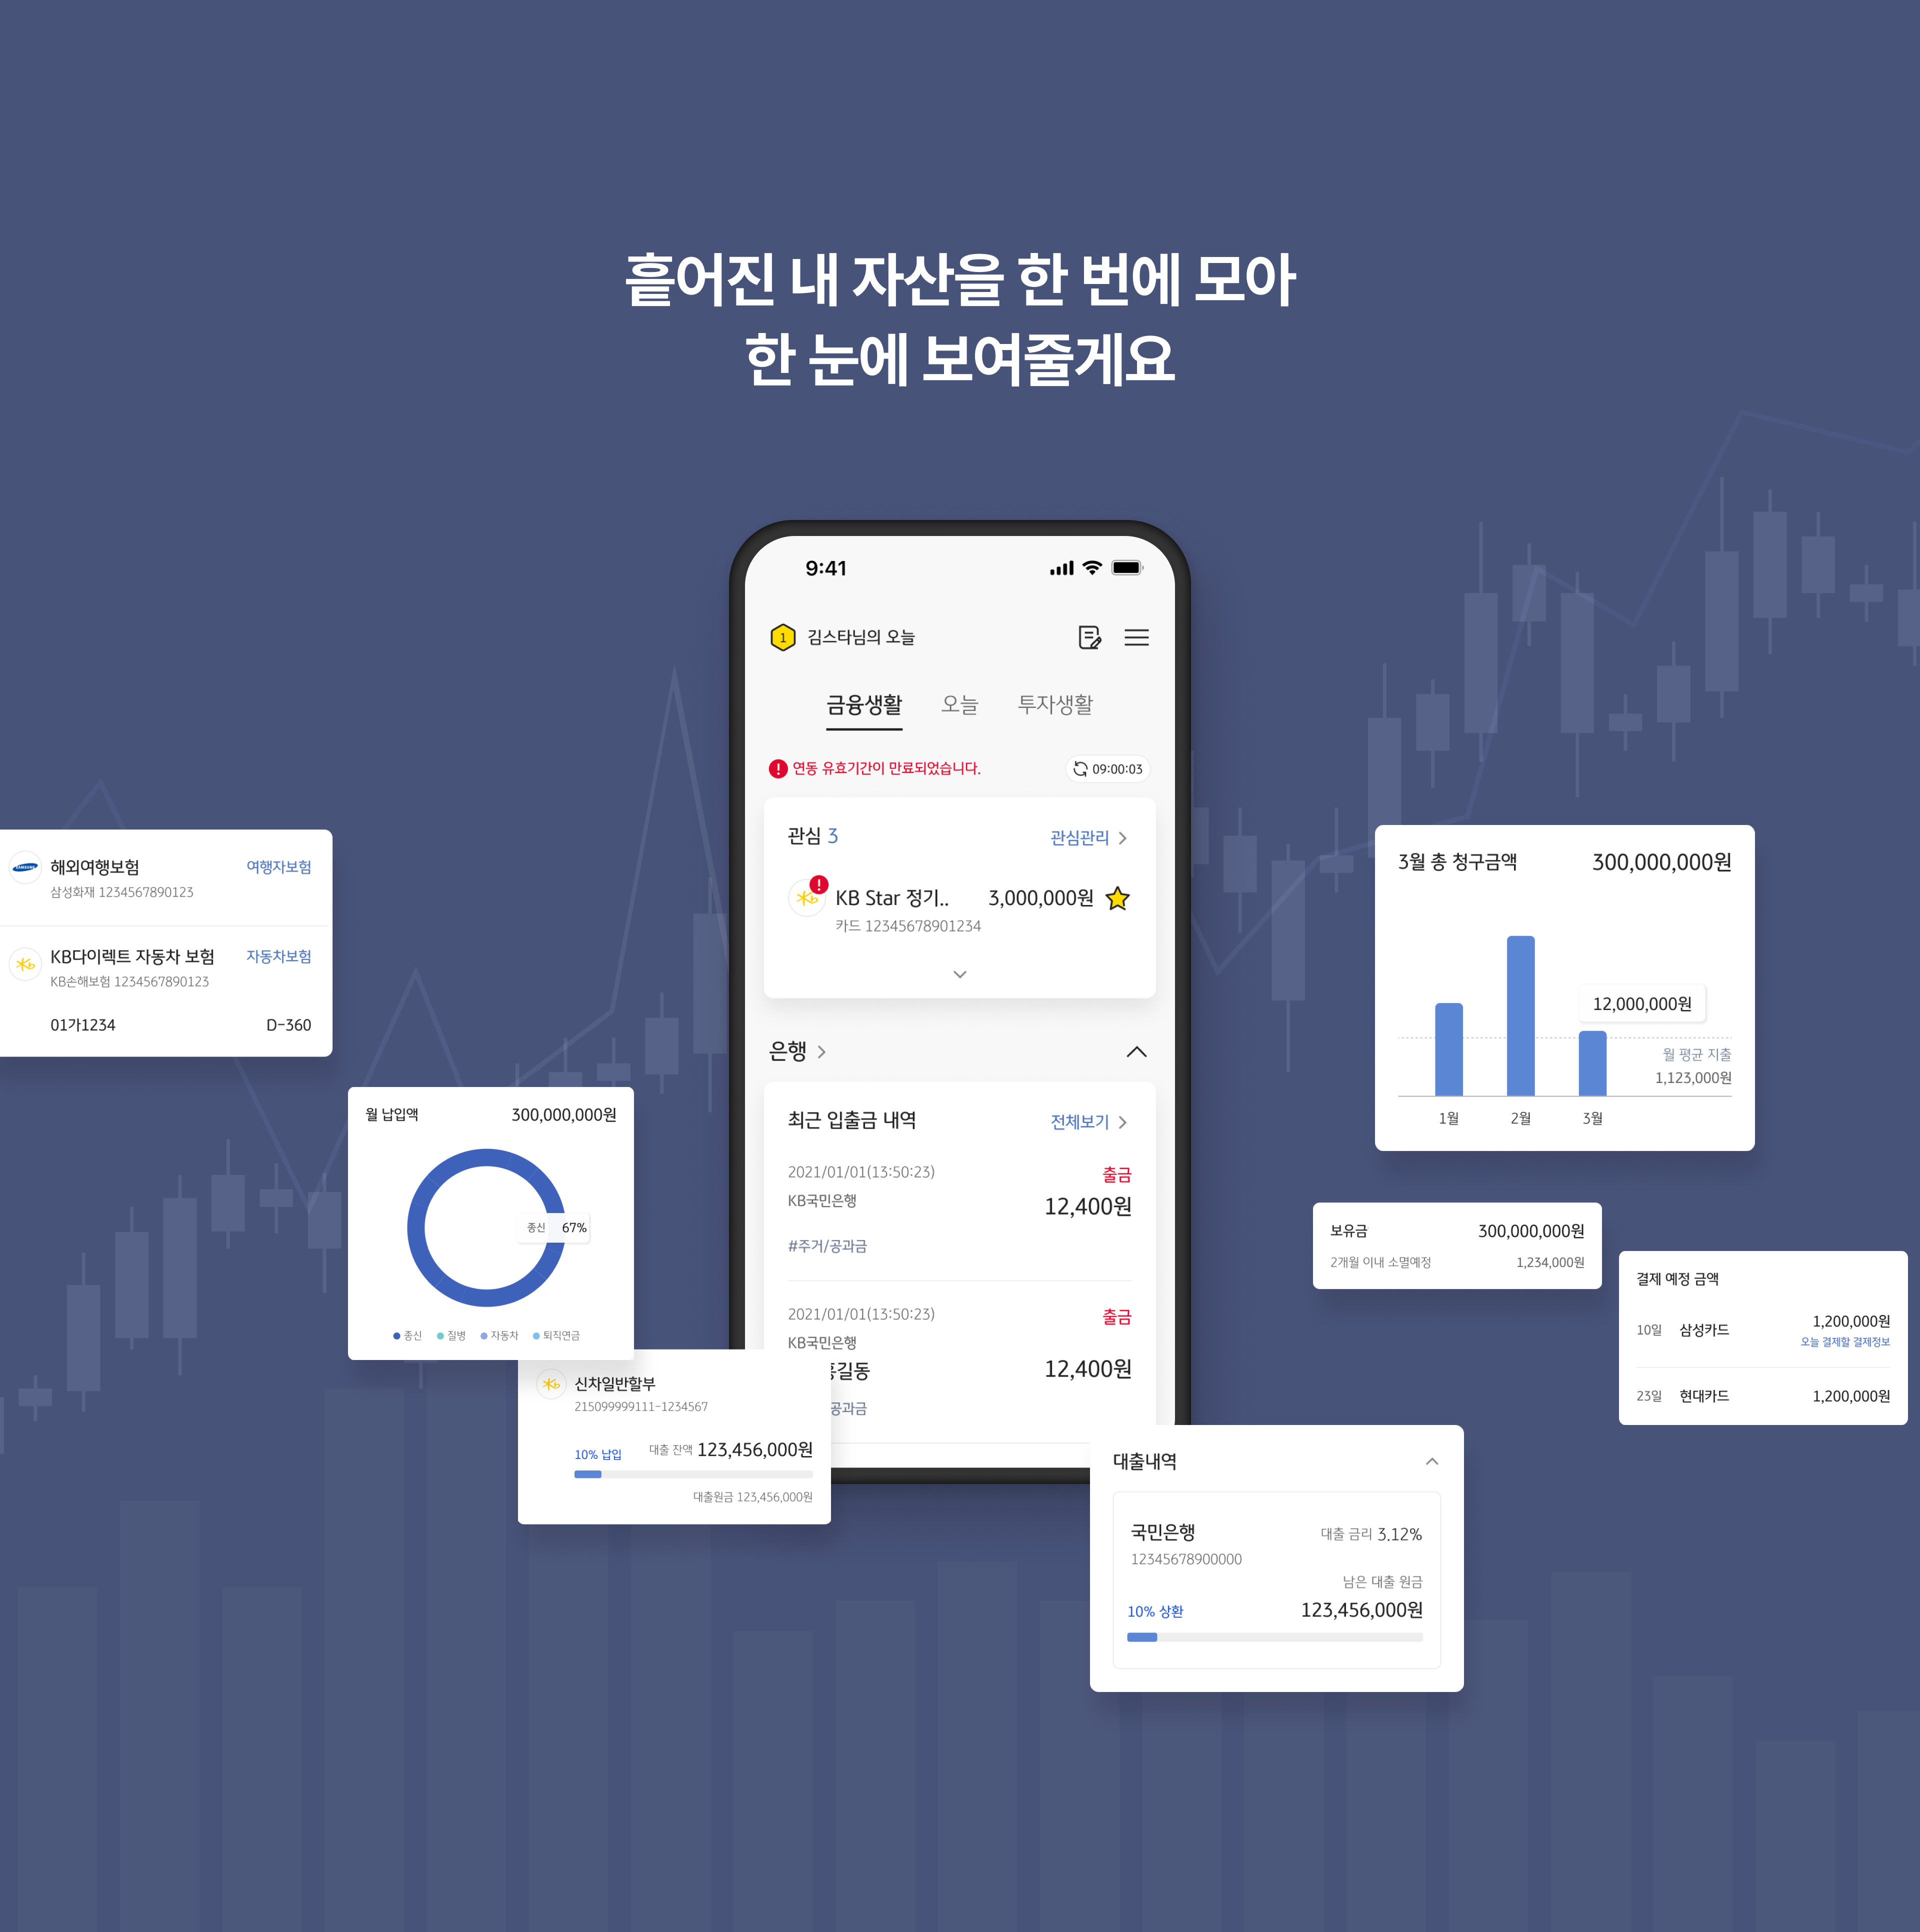 흩어진 내 자산을 한 번에 모아
한 눈에 보여줄게요
9:41
1 김스타님의 오늘
금융생활 오늘 투자생활
연동 유효기간이 만료되었습니다. 09:00:03
관심 3 관심관리
KB Star 정기.. 3,000,000원
카드 12345678901234
은행
최근 입출금 내역 전체보기
2021/01/01(13:50:23) 출금
KB국민은행 12,400원
#주거/공과금
2021/01/01(13:50:23) 출금
KB국민은행
길동 12,400원
공과금
SAMSUNG
해외여행보험 여행자보험
삼성화재 1234567890123
KB다이렉트 자동차 보험 자동차보험
KB손해보험 1234567890123
01가1234 D-360
월 납입액 300,000,000원
종신 67%
종신 질병 자동차 퇴직연금
신차일반할부
215099999111-1234567
10% 납입 대출 잔액 123,456,000원
대출원금 123,456,000원
3월 총 청구금액 300,000,000원
12,000,000원
월 평균 지출
1,123,000원
1월 2월 3월
보유금 300,000,000원
2개월 이내 소멸예정 1,234,000원
결제 예정 금액
10일 삼성카드 1,200,000원
오늘 결제할 결제정보
23일 현대카드 1,200,000원
대출내역
국민은행 대출 금리 3.12%
12345678900000
남은 대출 원금
10% 상환 123,456,000원